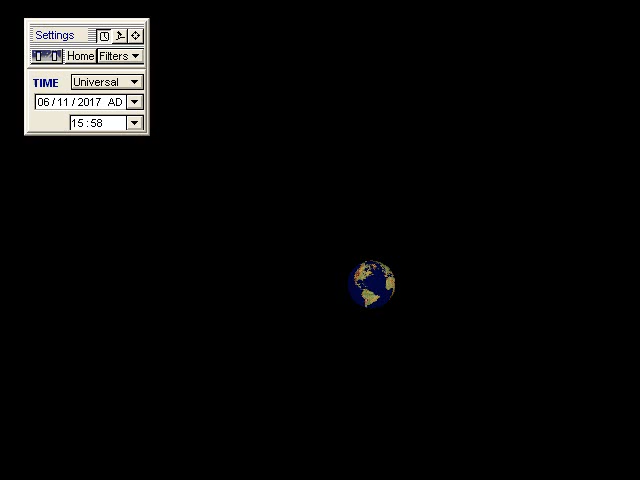 Settings
Home Filters
TIME Universal
06 / 11 / 2017 AD
15 : 58